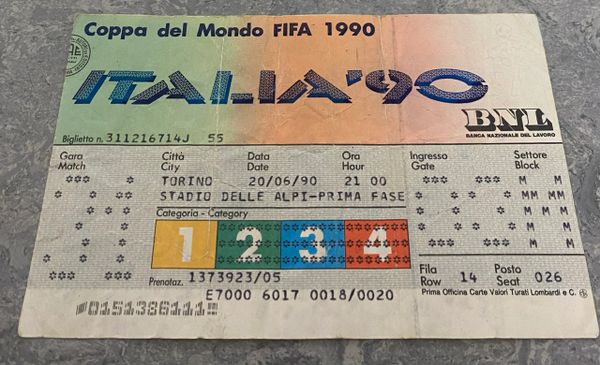 Coppa del Mondo FIFA 1990
ITALIA'90
BNL
BANCA NAZIONALE DEL LAVORO
Biglietto n. 311216714J 55
Gara Città Data Ora Ingresso Settore
Match City Date Hour Gate Block
TORINO 20/06/90 21 00
STADIO DELLE ALPI-PRIMA FASE
M
MM MM
M M
M M
M
M
Categoria - Category
1 2 3 4
Prenotaz. 1373923/05
Fila Row 14 Posto Seat 026
E7000 6017 0018/0020
Prima Officina Carte Valori Turati Lombardi e C.
0151386111